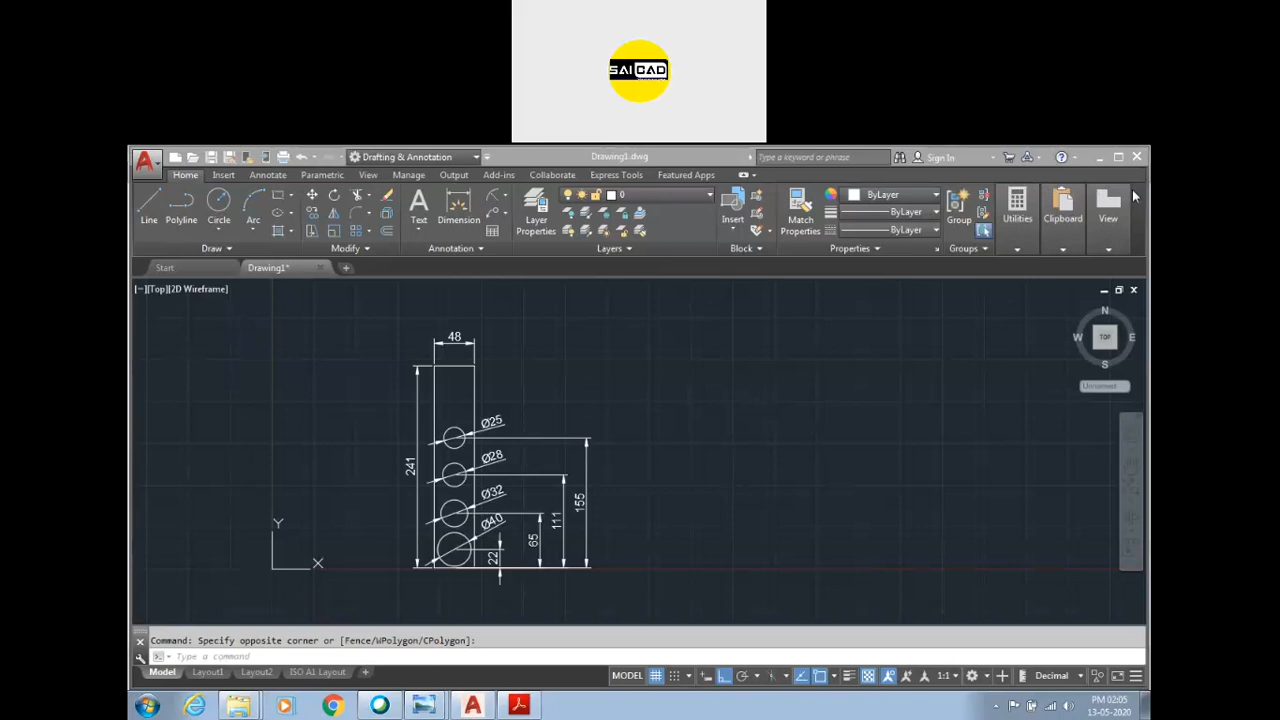 SAI CAD
Drafting & Annotation
Drawing1.dwg
Type a keyword or phrase
Sign In
Home Insert Annotate Parametric View Manage Output Add-ins Collaborate Express Tools Featured Apps
0
ByLayer
ByLayer
ByLayer
Line Polyline Circle Arc
Text Dimension
Layer Properties
Insert
Match Properties
Group
Utilities Clipboard View
Draw Modify Annotation Layers Block Properties Groups
Start Drawing1*
[−][Top][2D Wireframe]
N
W TOP E
S
Unnamed
48
Ø25
Ø28
241
Ø32
155
Ø40
111
65
22
Y
X
Command: Specify opposite corner or [Fence/WPolygon/CPolygon]:
Type a command
Model Layout1 Layout2 ISO A1 Layout
MODEL 1:1 Decimal
PM 02:05
13-05-2020